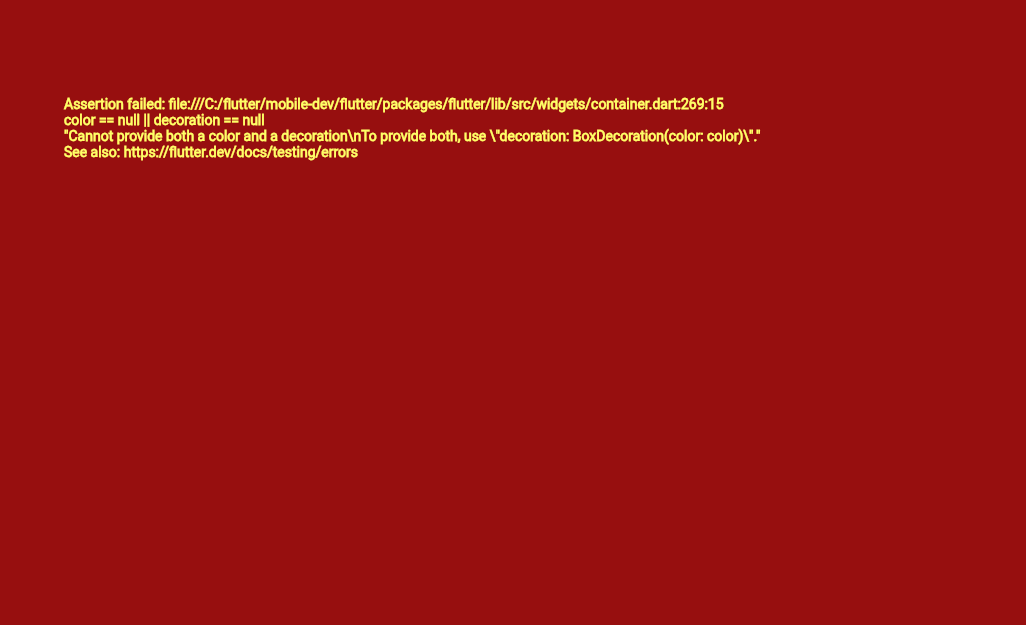 Assertion failed: file:///C:/flutter/mobile-dev/flutter/packages/flutter/lib/src/widgets/container.dart:269:15
color == null || decoration == null
"Cannot provide both a color and a decoration\nTo provide both, use \"decoration: BoxDecoration(color: color)\"."
See also: https://flutter.dev/docs/testing/errors